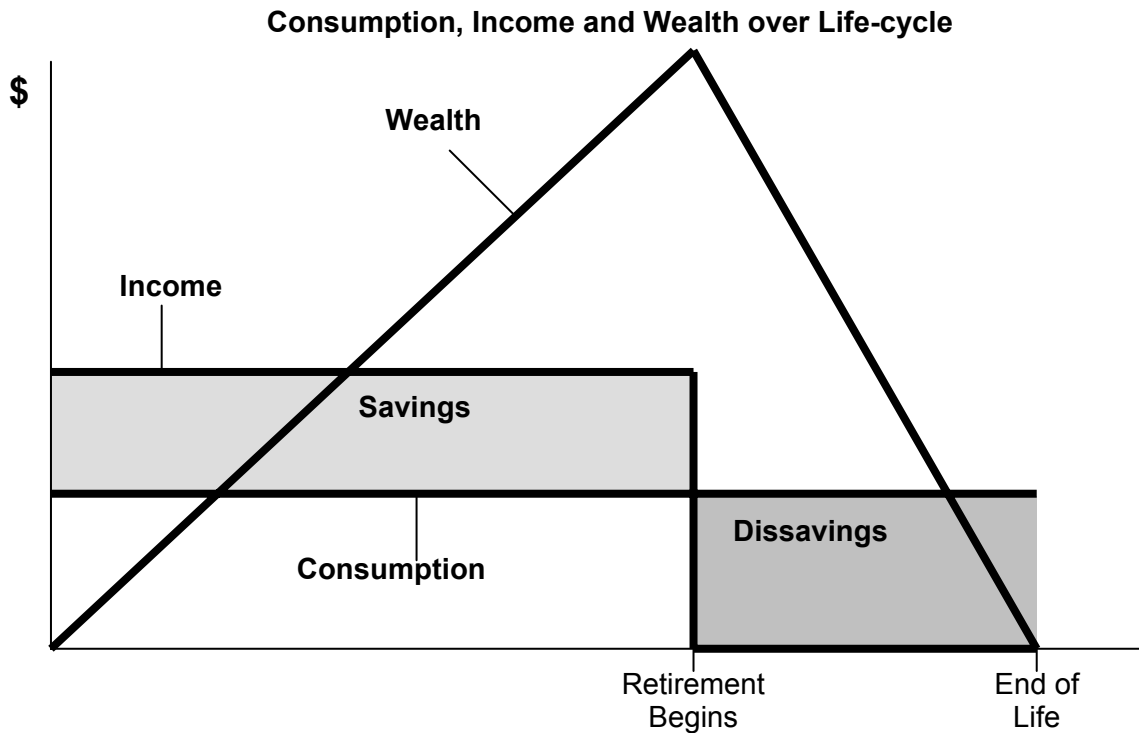 Consumption, Income and Wealth over Life-cycle
$
Wealth
Income
Savings
Consumption
Dissavings
Retirement
Begins
End of
Life